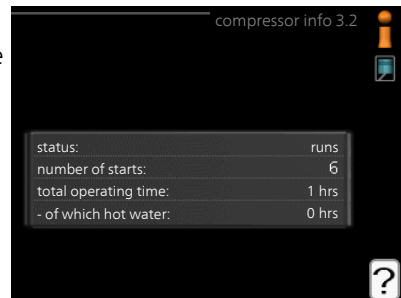 compressor info 3.2
e
status: runs
number of starts: 6
total operating time: 1 hrs
- of which hot water: 0 hrs
?